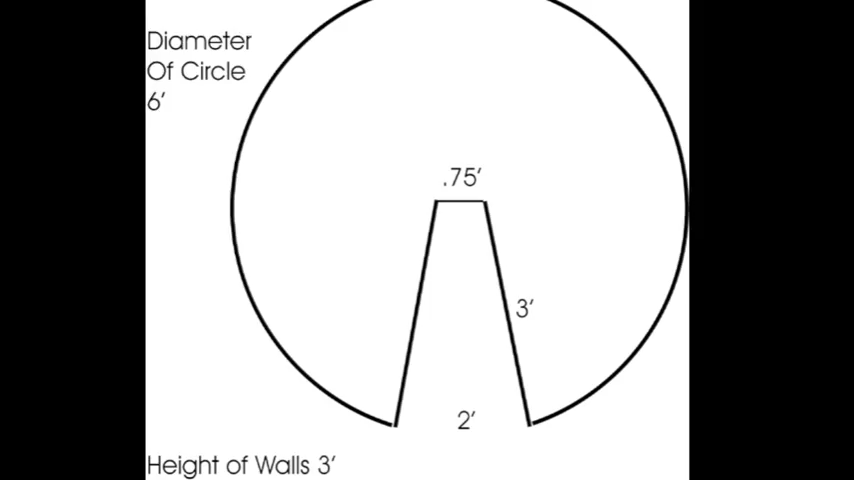 Diameter
Of Circle
6’
.75’
3’
2’
Height of Walls 3’